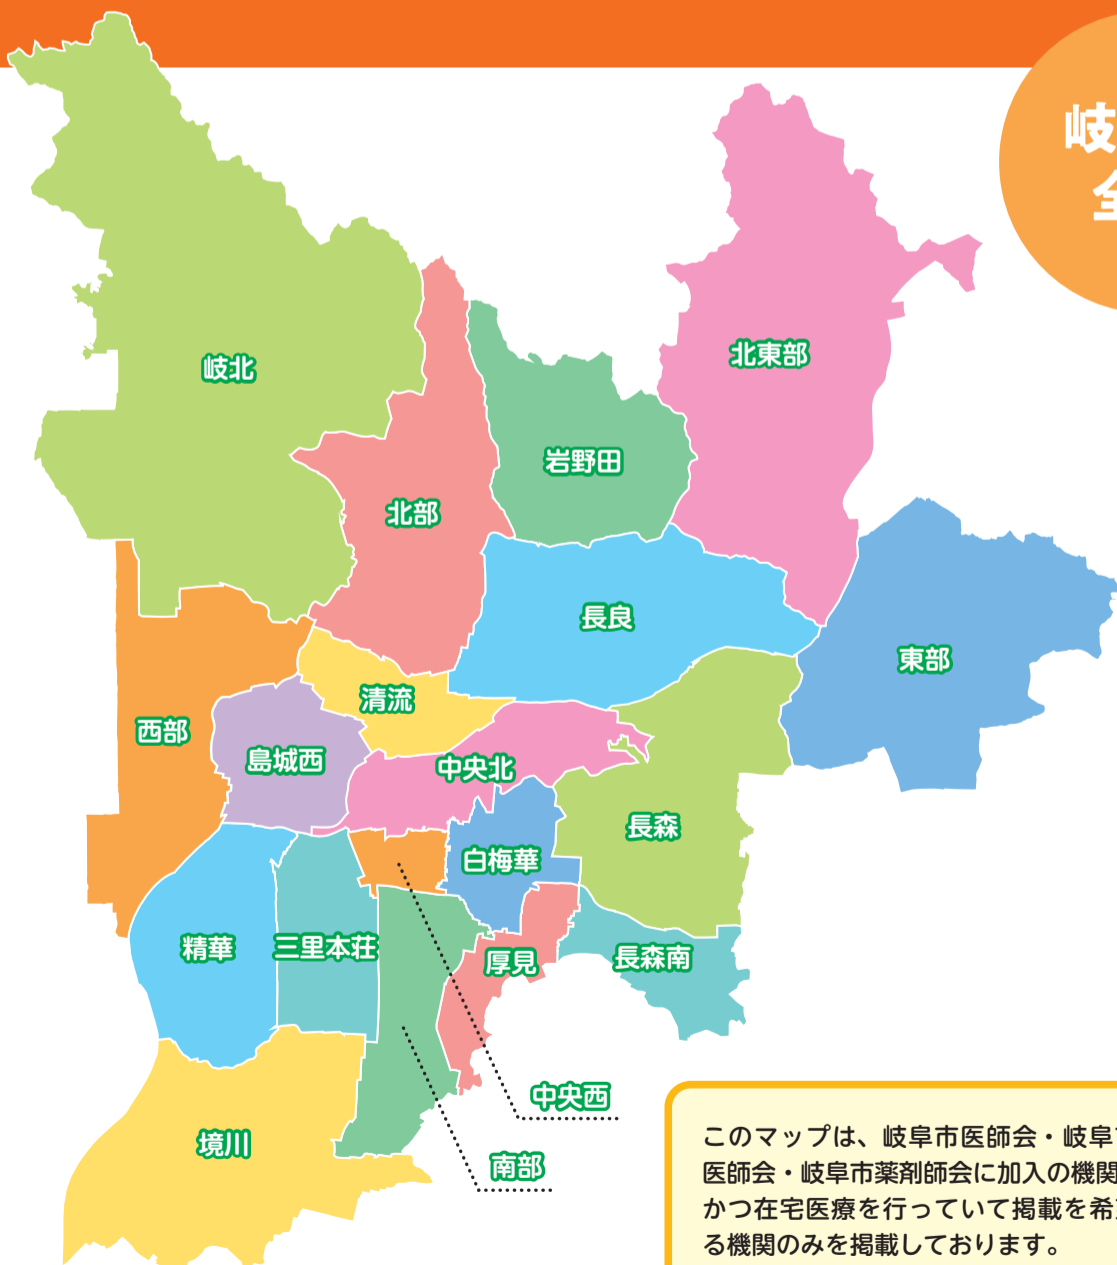 岐
全
岐北
北東部
岩野田
北部
長良
東部
清流
西部
島城西
中央北
長森
白梅華
精華
三里本荘
厚見
長森南
中央西
境川
南部
このマップは、岐阜市医師会・岐阜
医師会・岐阜市薬剤師会に加入の機関
かつ在宅医療を行っていて掲載を希
る機関のみを掲載しております。